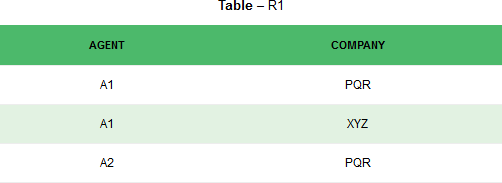 Table – R1
AGENT COMPANY
A1 PQR
A1 XYZ
A2 PQR